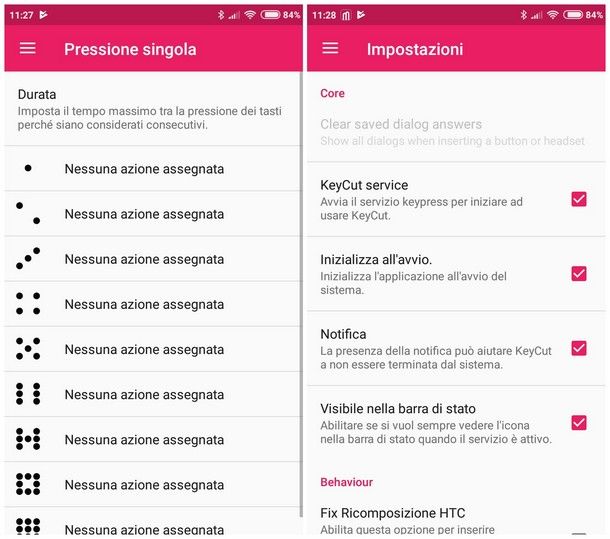 11:27
84%
Pressione singola
Durata
Imposta il tempo massimo tra la pressione dei tasti
perché siano considerati consecutivi.
Nessuna azione assegnata
Nessuna azione assegnata
Nessuna azione assegnata
Nessuna azione assegnata
Nessuna azione assegnata
Nessuna azione assegnata
Nessuna azione assegnata
Nessuna azione assegnata
Nessuna azione assegnata
11:28
84%
Impostazioni
Core
Clear saved dialog answers
Show all dialogs when inserting a button or headset
KeyCut service
Avvia il servizio keypress per iniziare ad
usare KeyCut.
Inizializza all'avvio.
Inizializza l'applicazione all'avvio del
sistema.
Notifica
La presenza della notifica può aiutare KeyCut
a non essere terminata dal sistema.
Visibile nella barra di stato
Abilitare se si vuol sempre vedere l'icona
nella barra di stato quando il servizio è attivo.
Behaviour
Fix Ricomposizione HTC
Abilita questa opzione per inserire